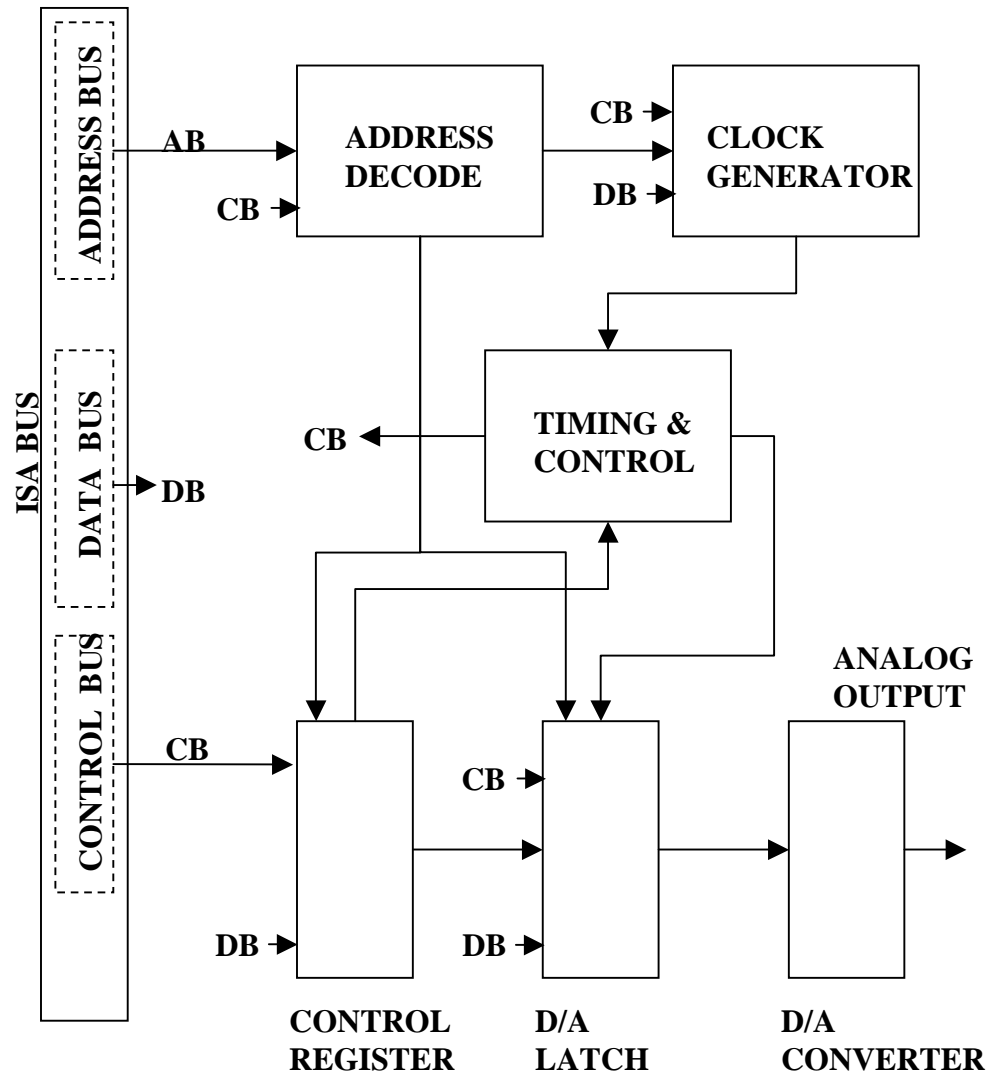 ISA BUS
ADDRESS BUS
DATA BUS
CONTROL BUS
AB
CB
ADDRESS
DECODE
CB
DB
CLOCK
GENERATOR
DB
CB
TIMING &
CONTROL
CB
DB
CB
DB
ANALOG
OUTPUT
CONTROL
REGISTER
D/A
LATCH
D/A
CONVERTER